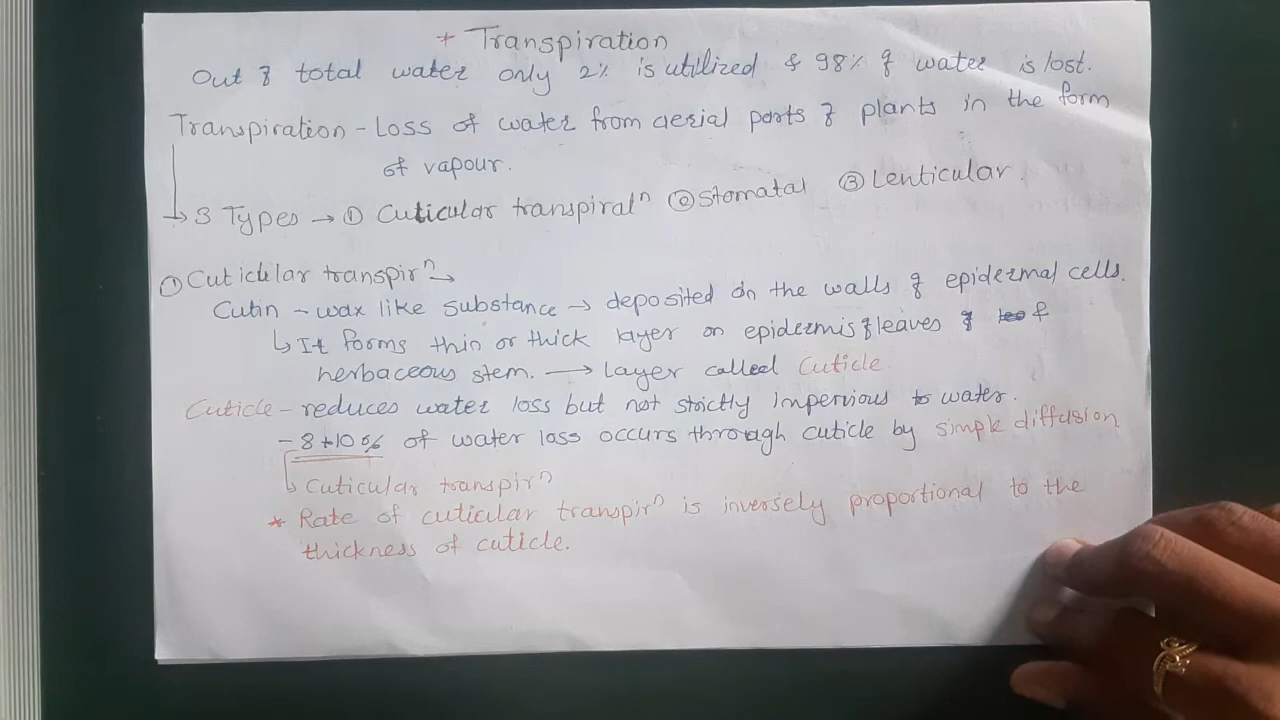 * Transpiration
Out of total water only 2% is utilized & 98% of water is lost.
Transpiration - Loss of water from aerial parts of plants in the form
of vapour.
→ 3 Types → ① Cuticular transpiratⁿ ② Stomatal ③ Lenticular.
① Cuticular transpirⁿ →
Cutin - wax like substance → deposited on the walls of epidermal cells.
↳ It forms thin or thick layer on epidermis of leaves &
herbaceous stem. → layer called Cuticle
Cuticle - reduces water loss but not strictly impervious to water.
- 8 to 10% of water loss occurs through cuticle by simple diffusion
↳ Cuticular transpirⁿ
* Rate of cuticular transpirⁿ is inversely proportional to the
thickness of cuticle.